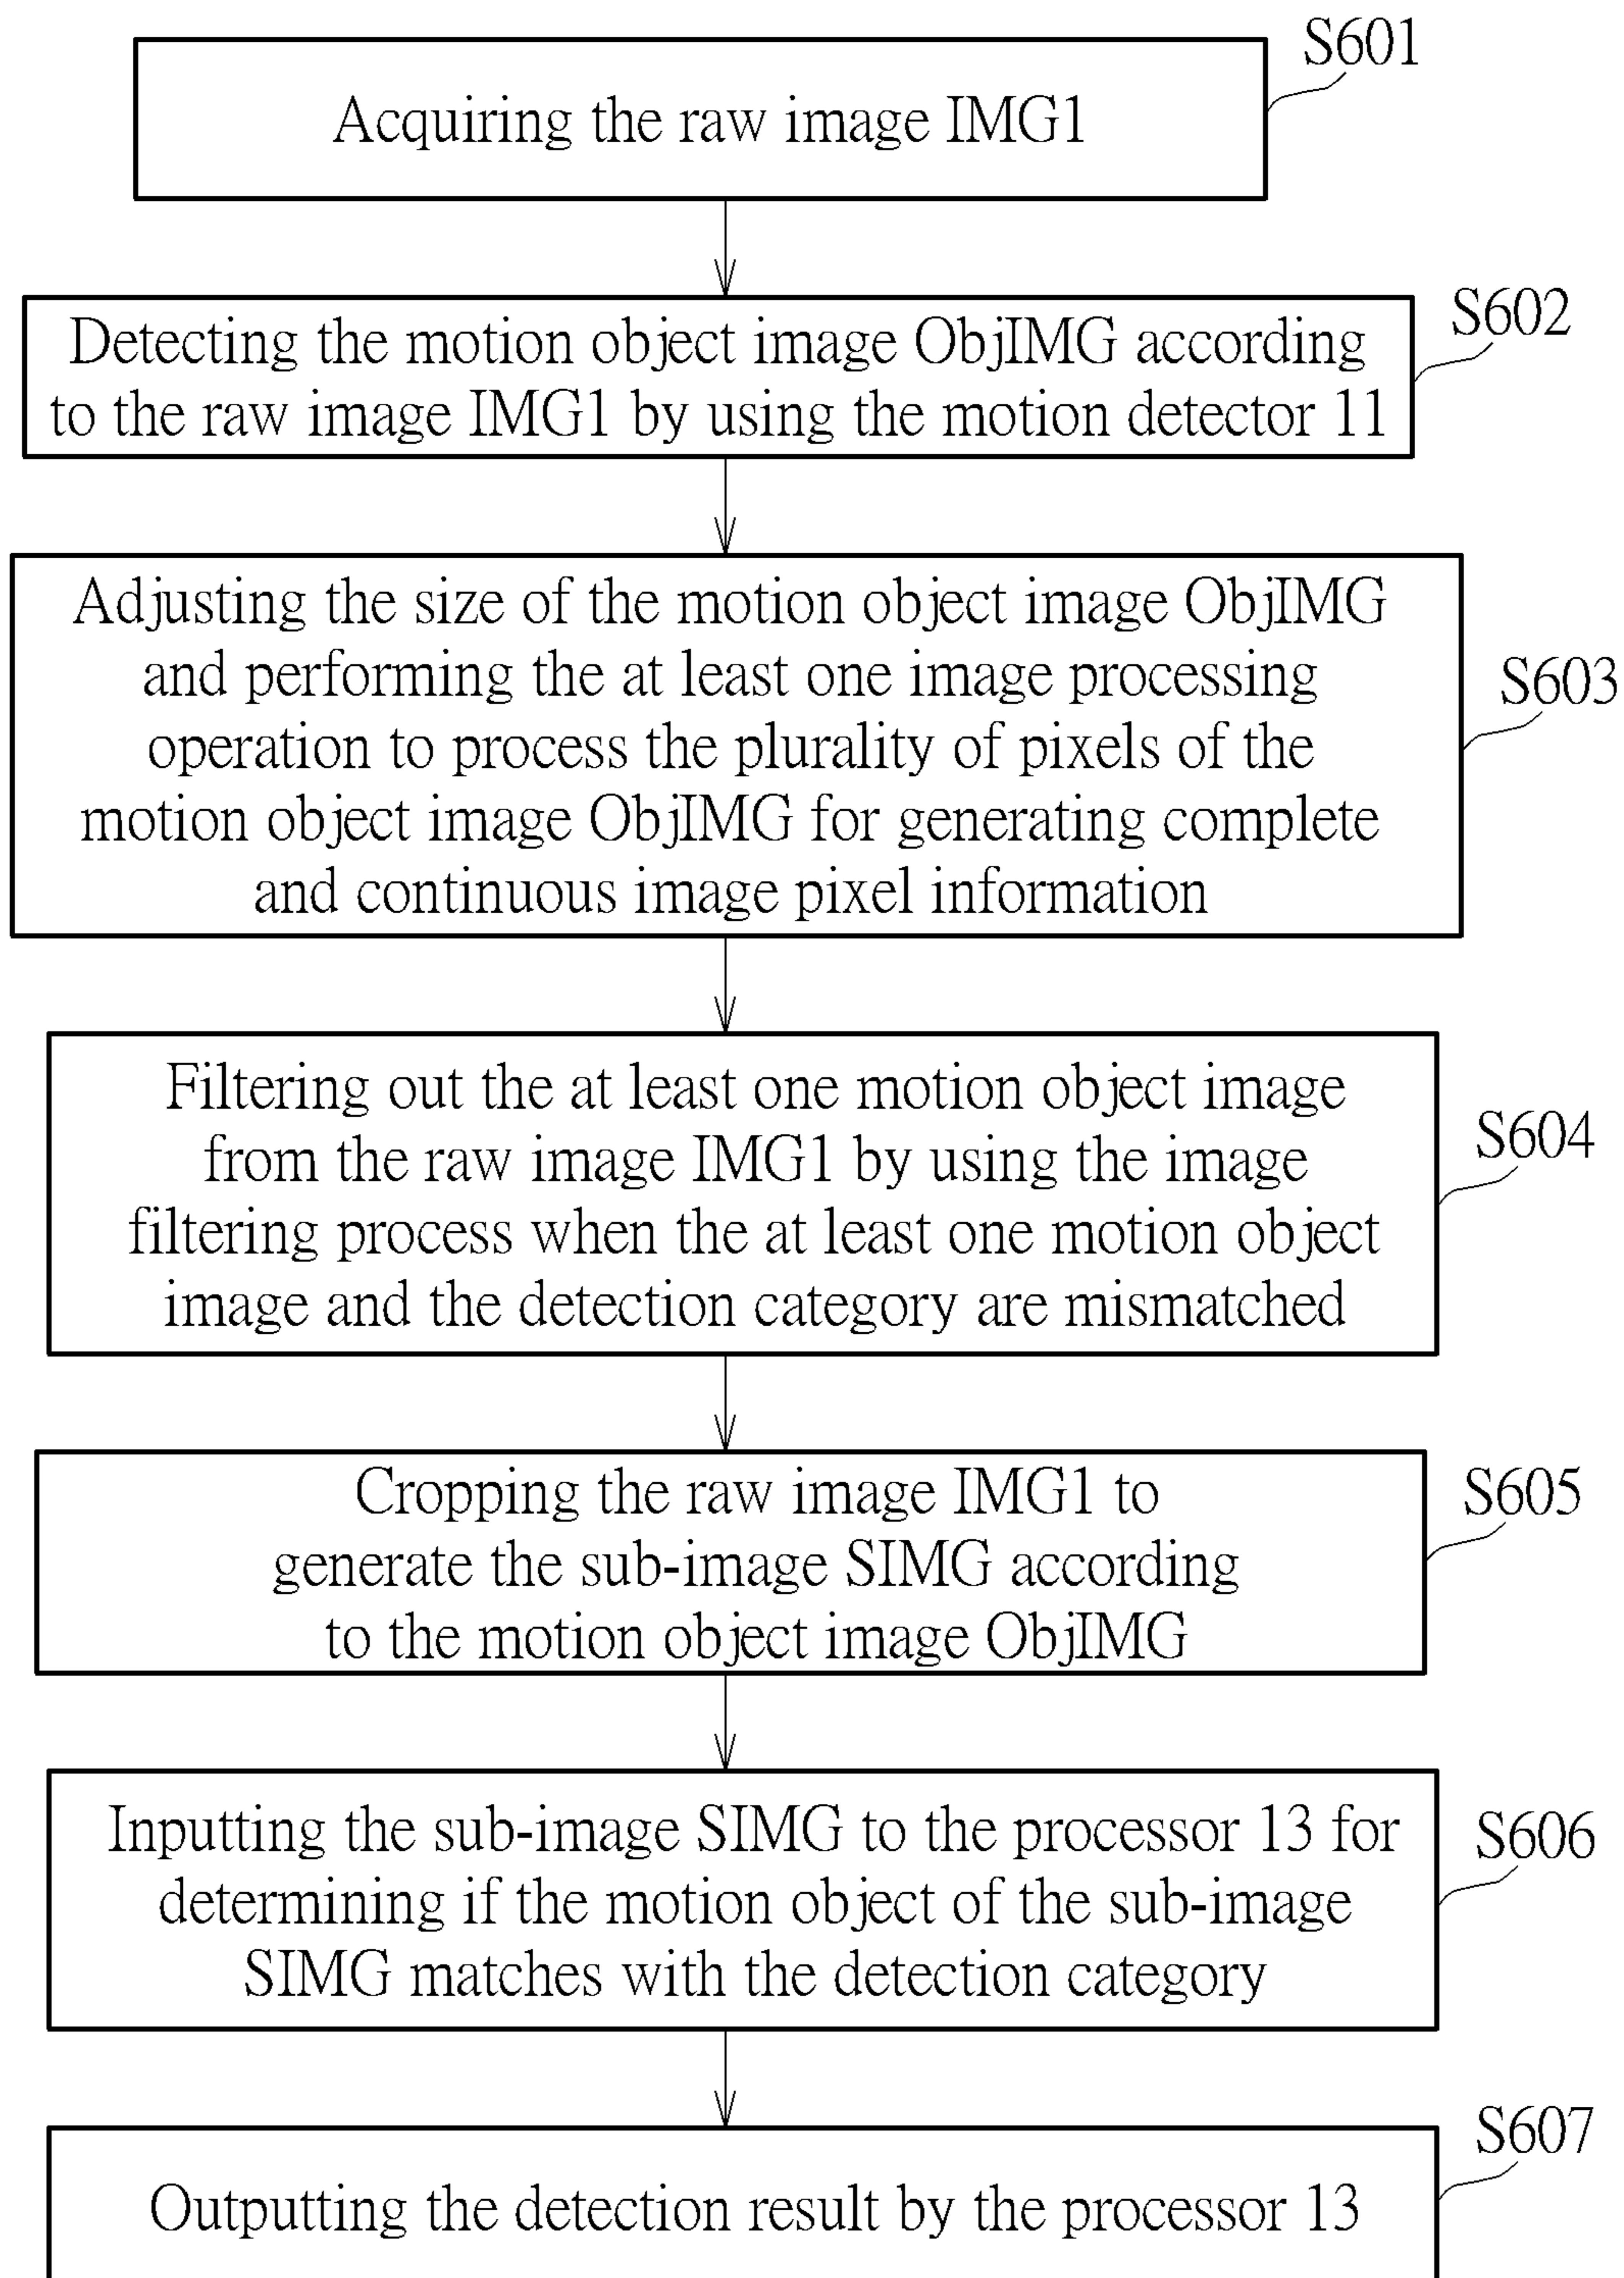 S601
Acquiring the raw image IMG1
S602
Detecting the motion object image ObjIMG according
to the raw image IMG1 by using the motion detector 11
Adjusting the size of the motion object image ObjIMG
and performing the at least one image processing
operation to process the plurality of pixels of the
motion object image ObjIMG for generating complete
and continuous image pixel information
S603
Filtering out the at least one motion object image
from the raw image IMG1 by using the image
filtering process when the at least one motion object
image and the detection category are mismatched
S604
Cropping the raw image IMG1 to
generate the sub-image SIMG according
to the motion object image ObjIMG
S605
Inputting the sub-image SIMG to the processor 13 for
determining if the motion object of the sub-image
SIMG matches with the detection category
S606
S607
Outputting the detection result by the processor 13